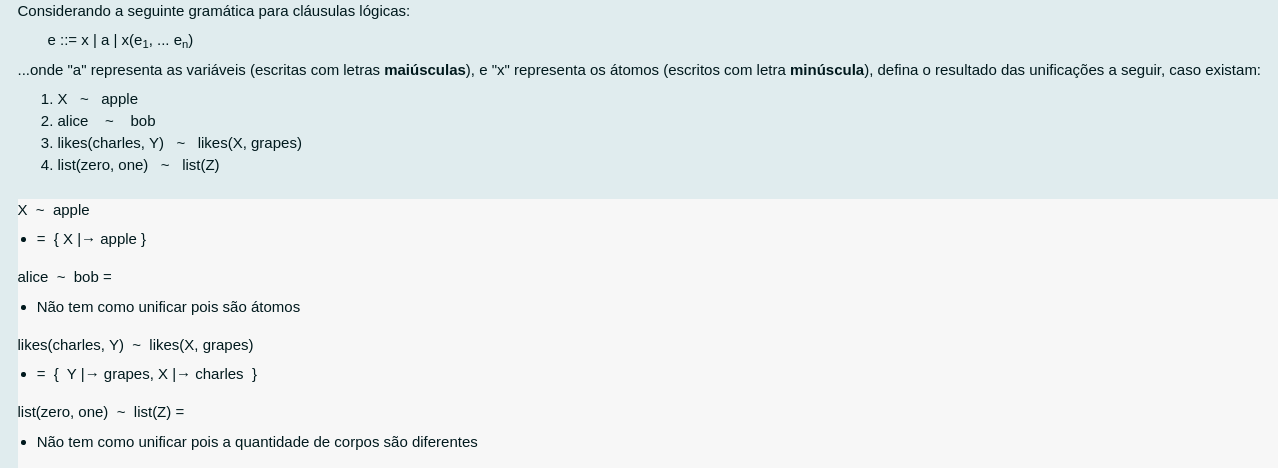 Considerando a seguinte gramática para cláusulas lógicas:
e ::= x | a | x(e1, ... en)
...onde "a" representa as variáveis (escritas com letras maiúsculas), e "x" representa os átomos (escritos com letra minúscula), defina o resultado das unificações a seguir, caso existam:
1. X ~ apple
2. alice ~ bob
3. likes(charles, Y) ~ likes(X, grapes)
4. list(zero, one) ~ list(Z)
X ~ apple
• = { X |→ apple }
alice ~ bob =
• Não tem como unificar pois são átomos
likes(charles, Y) ~ likes(X, grapes)
• = { Y |→ grapes, X |→ charles }
list(zero, one) ~ list(Z) =
• Não tem como unificar pois a quantidade de corpos são diferentes